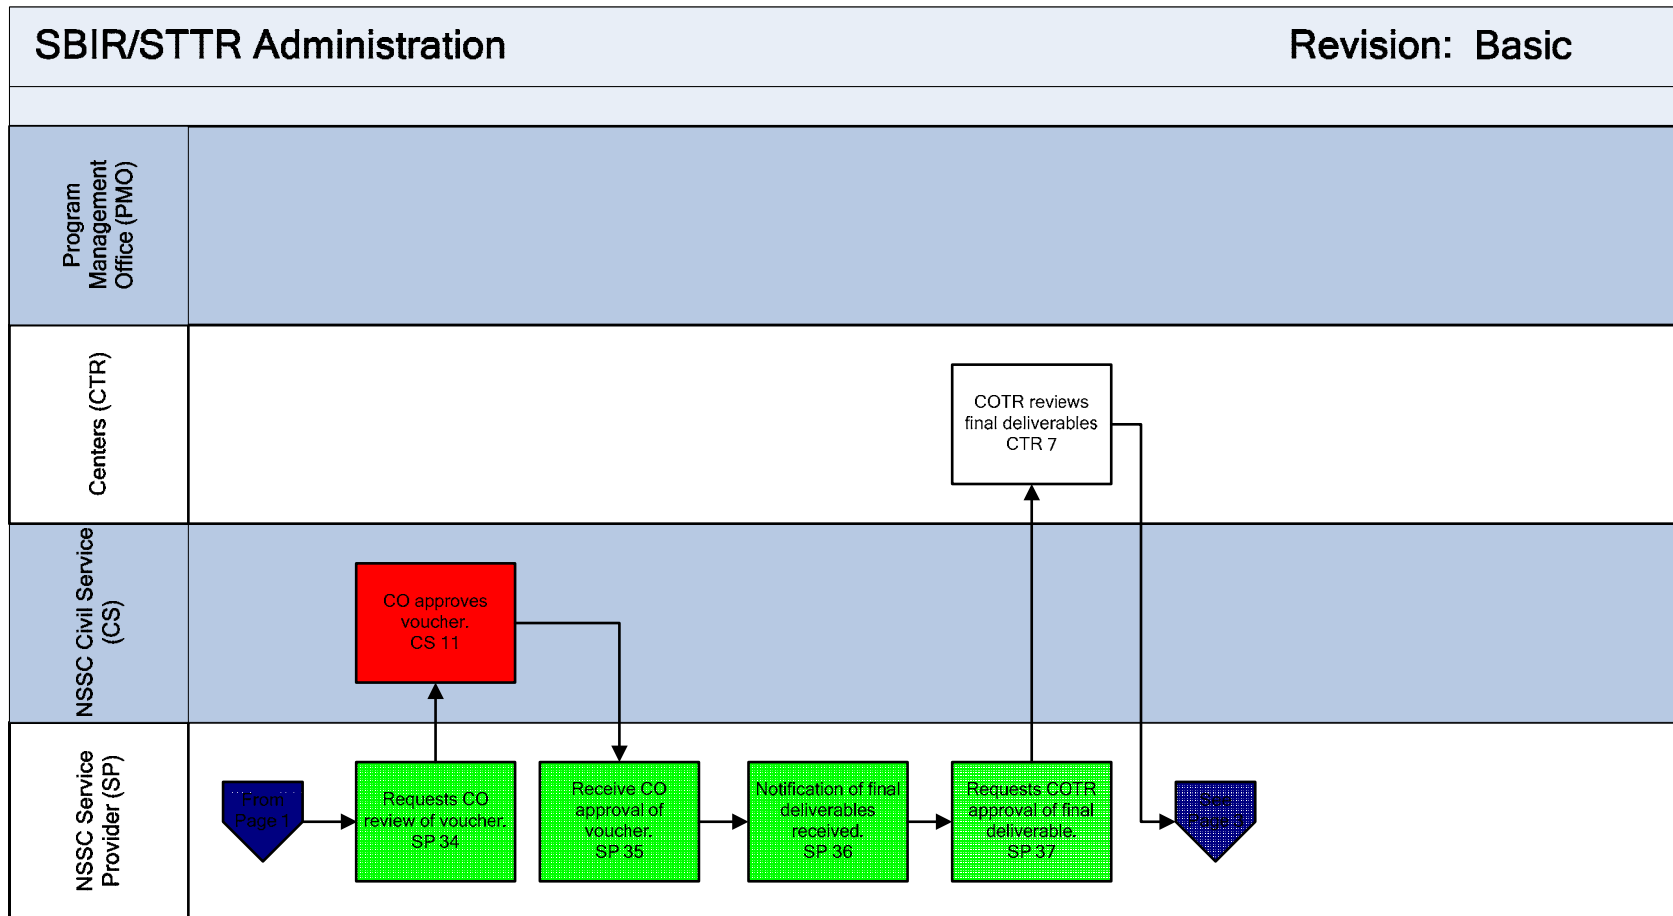 SBIR/STTR Administration
Revision: Basic
Program
Management
Office (PMO)
Centers (CTR)
COTR reviews
final deliverables
CTR 7
NSSC Civil Service
(CS)
CO approves
voucher.
CS 11
NSSC Service
Provider (SP)
From
Page 1
Requests CO
review of voucher.
SP 34
Receive CO
approval of
voucher.
SP 35
Notification of final
deliverables
received.
SP 36
Requests COTR
approval of final
deliverable.
SP 37
See
Page